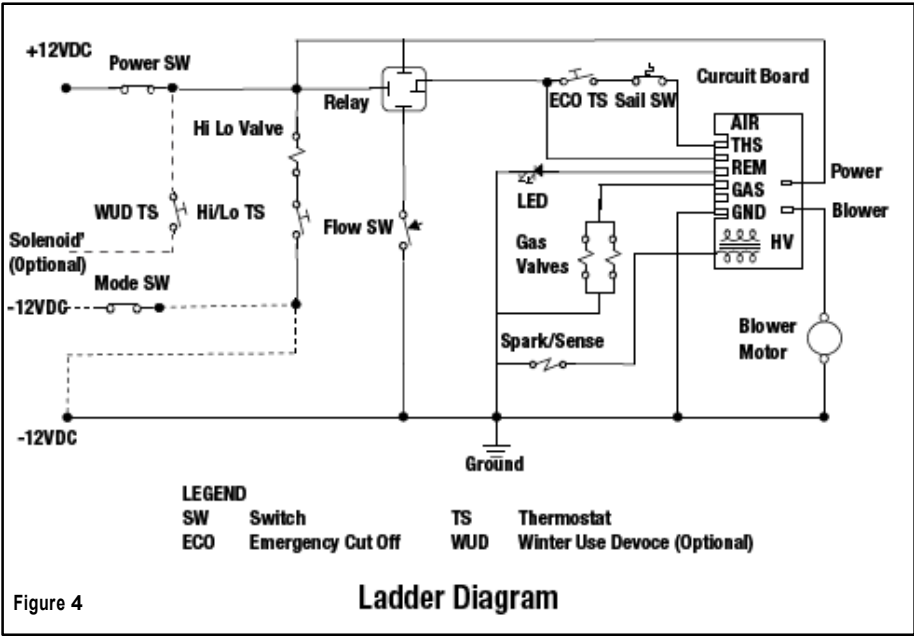 +12VDC
Power SW
Relay
ECO TS Sail SW
Curcuit Board
Hi Lo Valve
AIR
THS
REM
GAS
GND
HV
Power
Blower
LED
WUD TS
Hi/Lo TS
Flow SW
Solenoid'
(Optional)
Gas
Valves
Mode SW
-12VDC
Spark/Sense
Blower
Motor
-12VDC
Ground
LEGEND
SW Switch TS Thermostat
ECO Emergency Cut Off WUD Winter Use Devoce (Optional)
Figure 4
Ladder Diagram